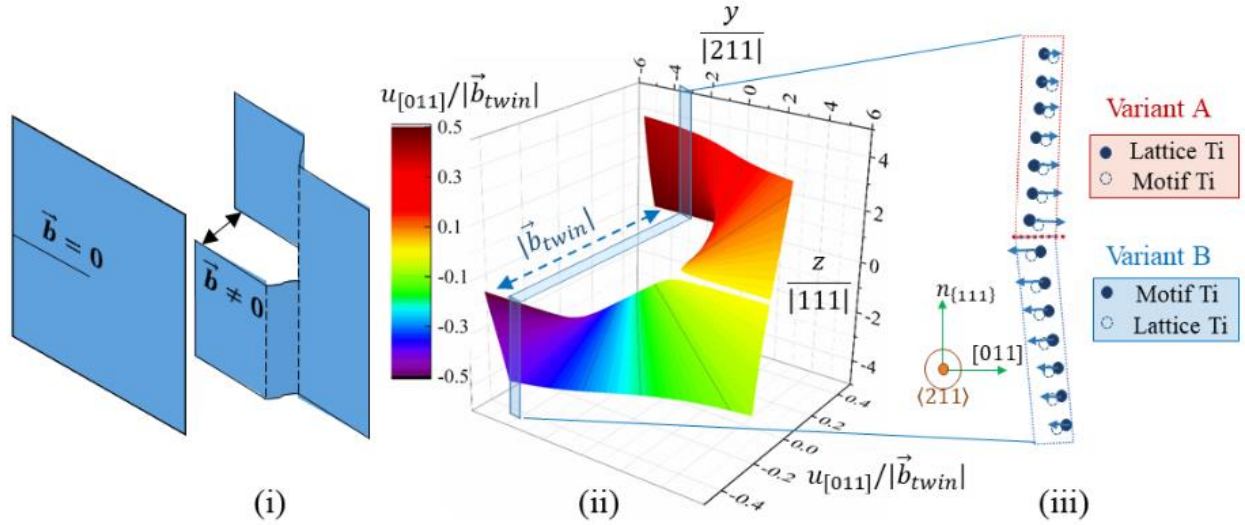 b⃗ = 0
b⃗ ≠ 0
(i)
u[011]/|b⃗twin|
0.5
0.3
0.1
-0.1
-0.3
-0.5
|b⃗twin|
y
|211|
-6
-4
-2
-0
2
4
6
4
2
0
-2
-4
z
|111|
-0.4
-0.2
0.0
-0.2
-0.4
u[011]/|b⃗twin|
(ii)
n{111}
[011]
⟨211⟩
(iii)
Variant A
Lattice Ti
Motif Ti
Variant B
Motif Ti
Lattice Ti